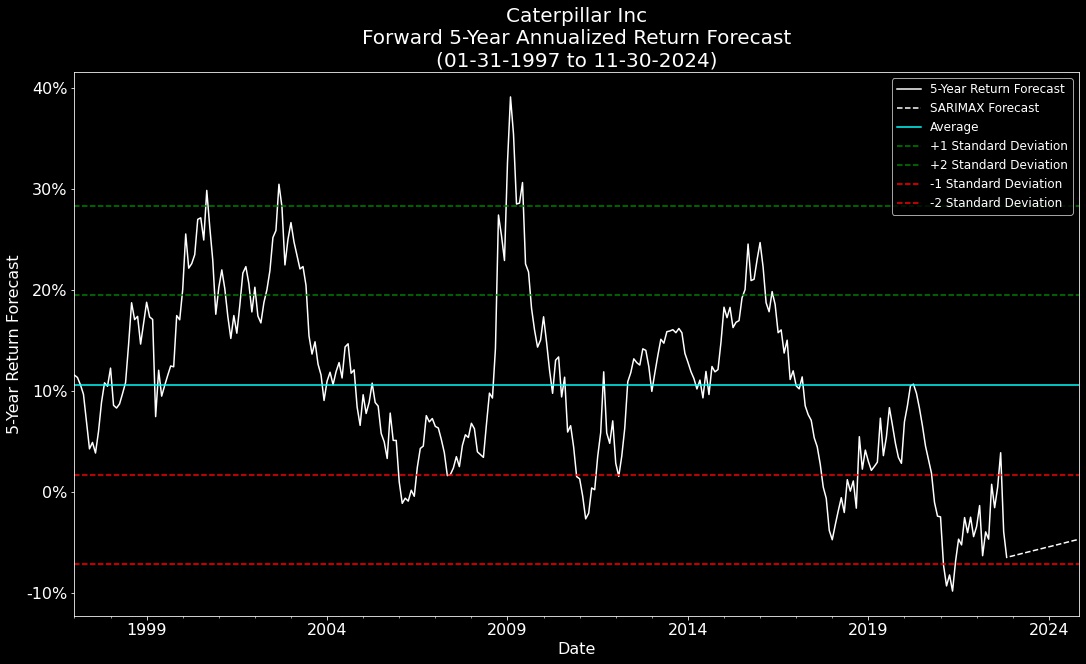 Caterpillar Inc
Forward 5-Year Annualized Return Forecast
(01-31-1997 to 11-30-2024)
5-Year Return Forecast
SARIMAX Forecast
Average
+1 Standard Deviation
+2 Standard Deviation
-1 Standard Deviation
-2 Standard Deviation
5-Year Return Forecast
40%
30%
20%
10%
0%
-10%
1999 2004 2009 2014 2019 2024
Date